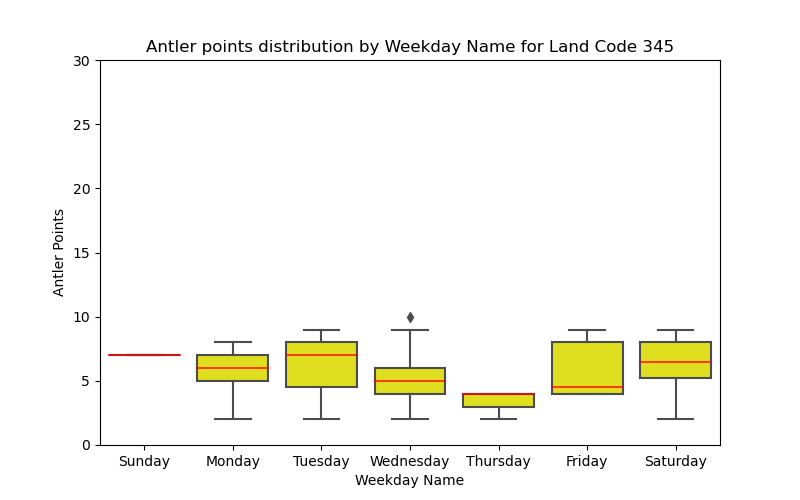 Antler points distribution by Weekday Name for Land Code 345
Antler Points
30
25
20
15
10
5
0
Sunday Monday Tuesday Wednesday Thursday Friday Saturday
Weekday Name